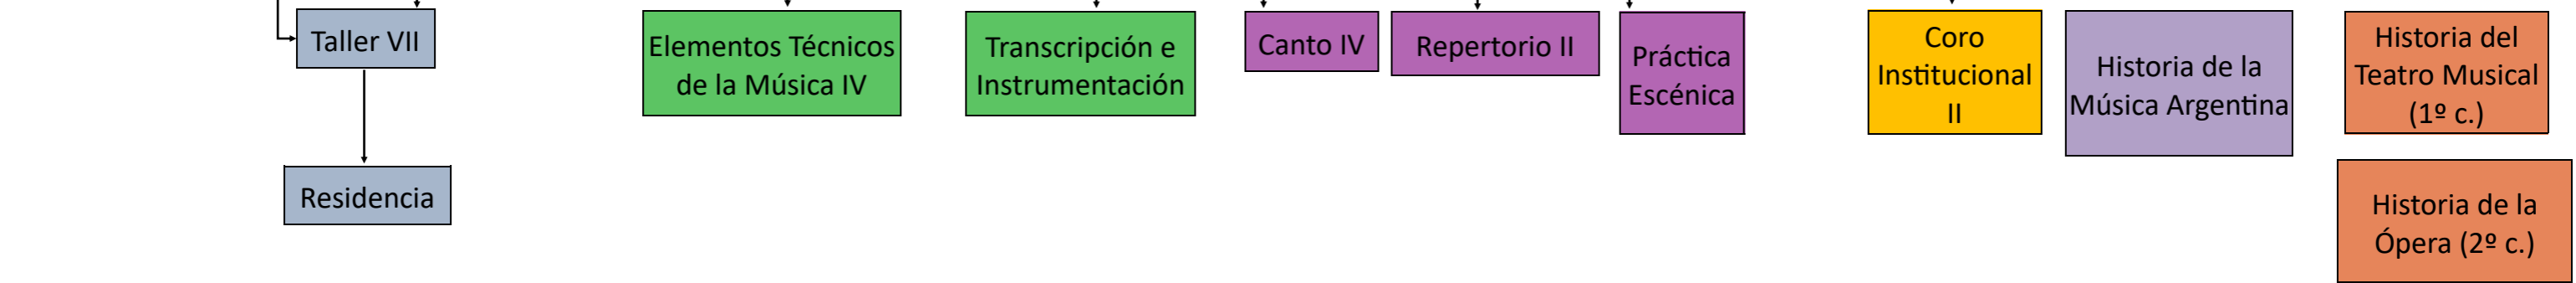 Taller VII
Elementos Técnicos
de la Música IV
Transcripción e
Instrumentación
Canto IV
Repertorio II
Práctica
Escénica
Coro
Institucional
II
Historia de la
Música Argentina
Historia del
Teatro Musical
(1º c.)
Residencia
Historia de la
Ópera (2º c.)